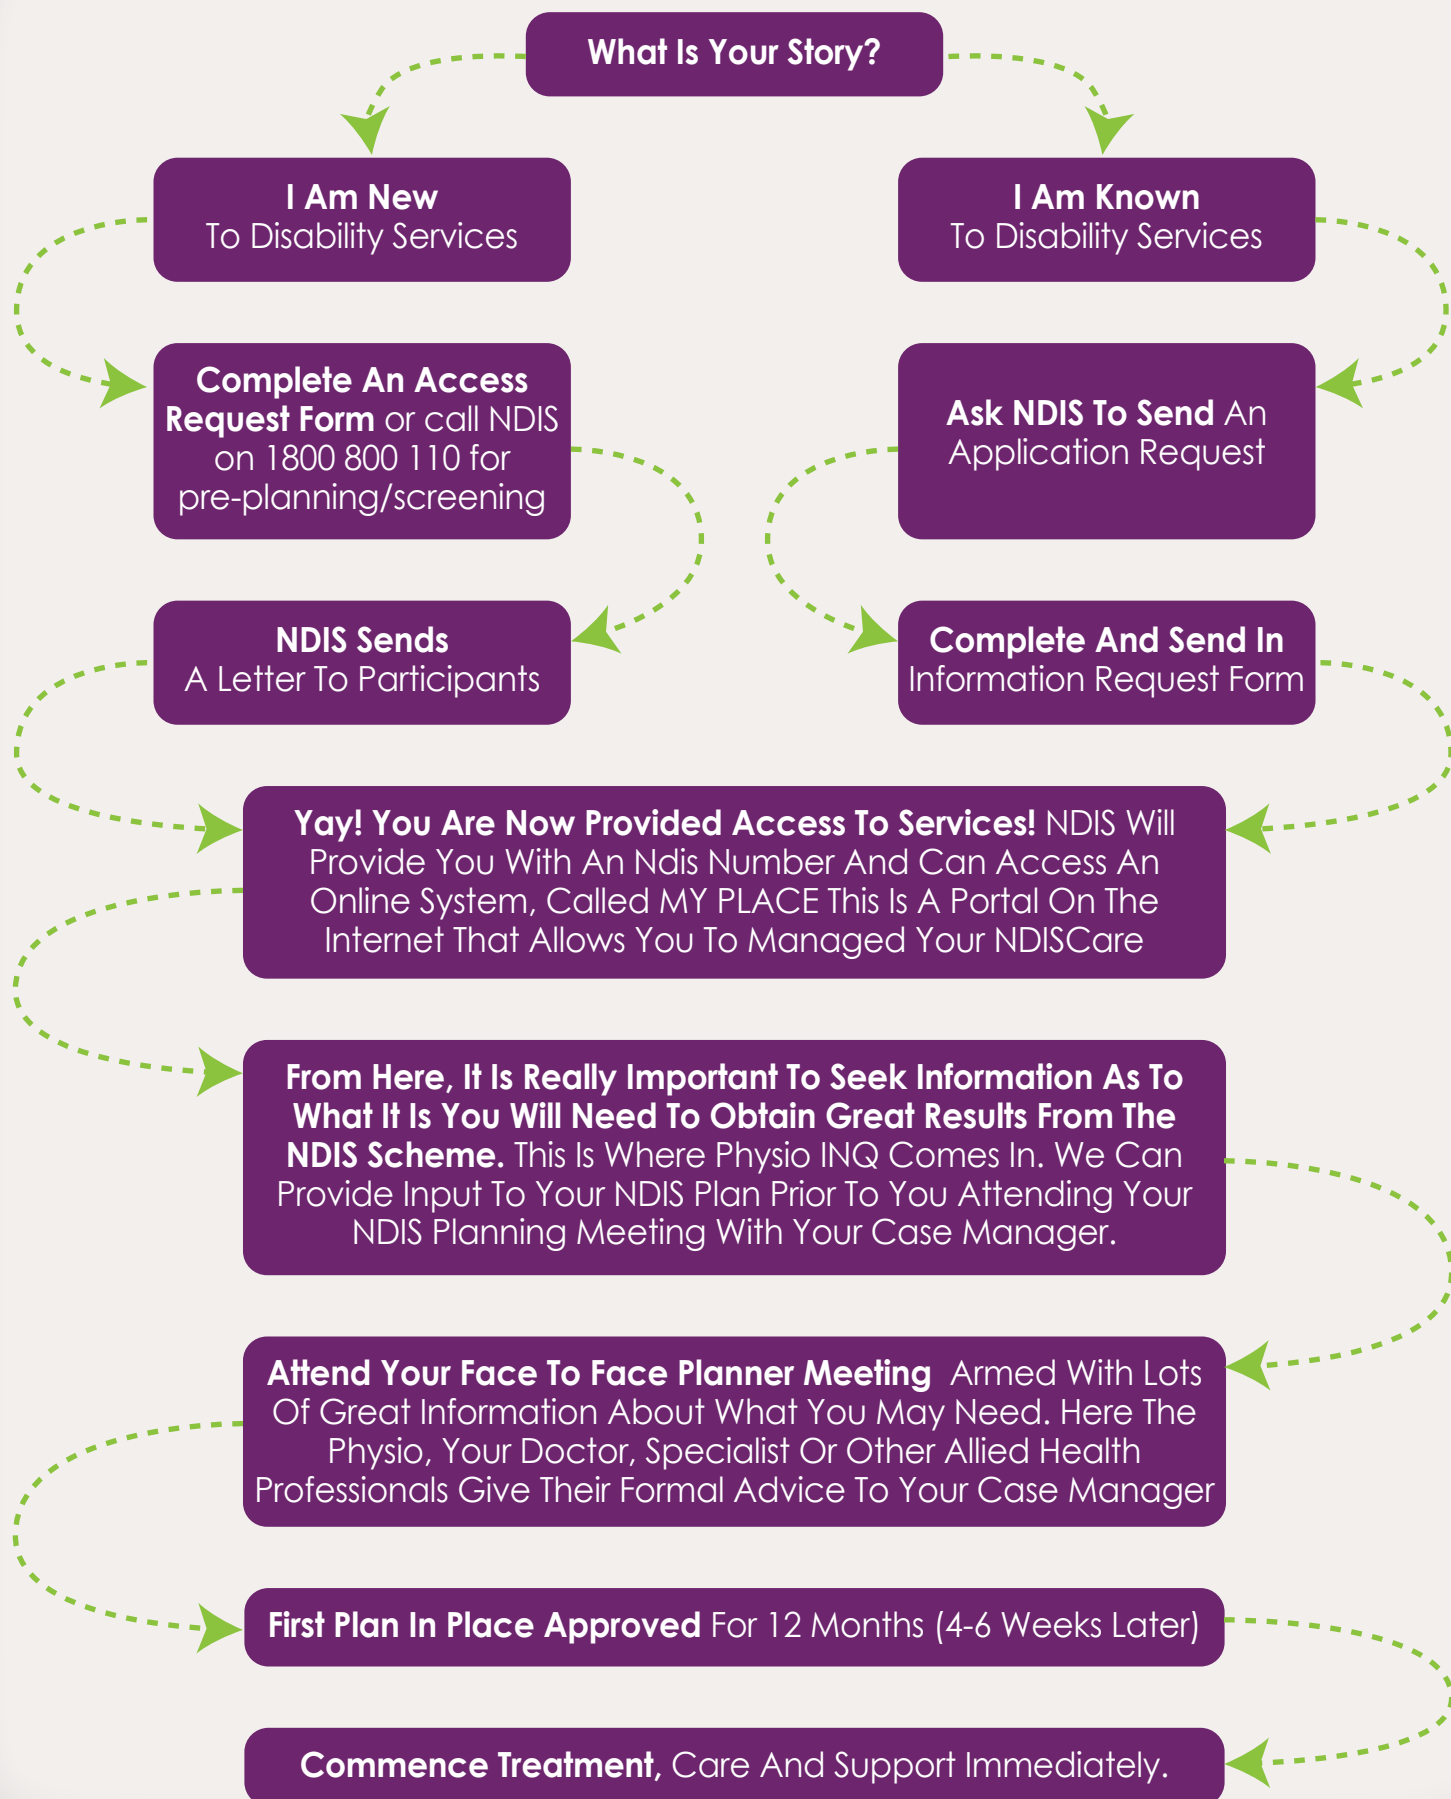 What Is Your Story?
I Am New
To Disability Services
I Am Known
To Disability Services
Complete An Access
Request Form or call NDIS
on 1800 800 110 for
pre-planning/screening
Ask NDIS To Send An
Application Request
NDIS Sends
A Letter To Participants
Complete And Send In
Information Request Form
Yay! You Are Now Provided Access To Services! NDIS Will
Provide You With An Ndis Number And Can Access An
Online System, Called MY PLACE This Is A Portal On The
Internet That Allows You To Managed Your NDISCare
From Here, It Is Really Important To Seek Information As To
What It Is You Will Need To Obtain Great Results From The
NDIS Scheme. This Is Where Physio INQ Comes In. We Can
Provide Input To Your NDIS Plan Prior To You Attending Your
NDIS Planning Meeting With Your Case Manager.
Attend Your Face To Face Planner Meeting Armed With Lots
Of Great Information About What You May Need. Here The
Physio, Your Doctor, Specialist Or Other Allied Health
Professionals Give Their Formal Advice To Your Case Manager
First Plan In Place Approved For 12 Months (4-6 Weeks Later)
Commence Treatment, Care And Support Immediately.